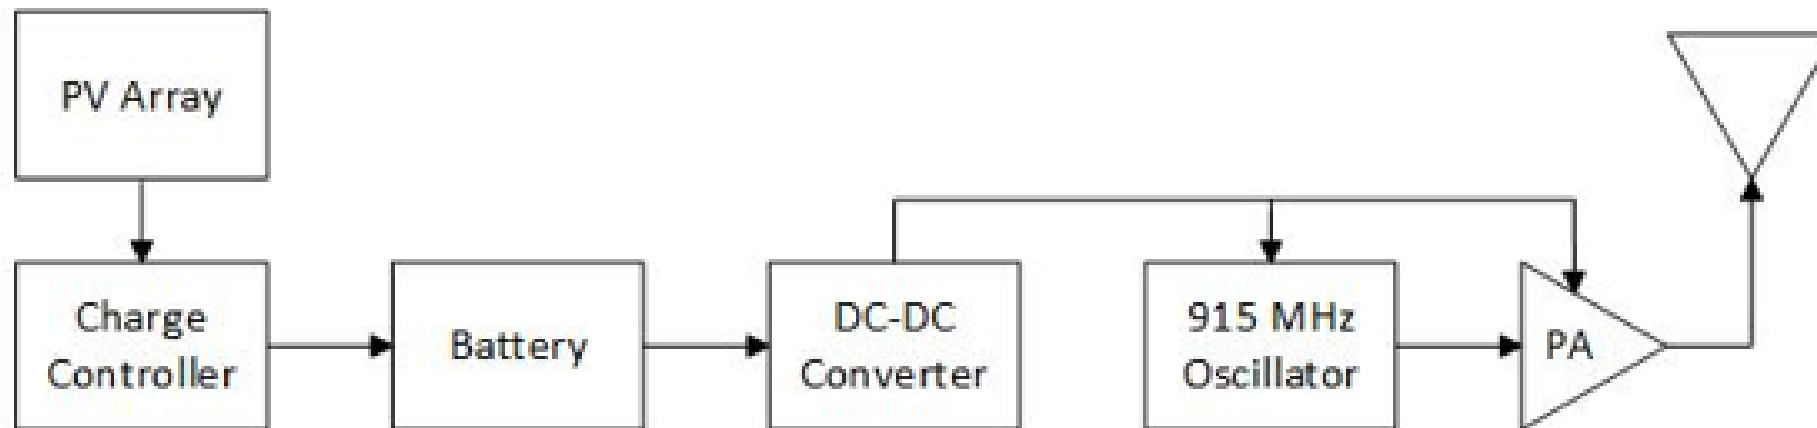 PV Array
Charge
Controller
Battery
DC-DC
Converter
915 MHz
Oscillator
PA